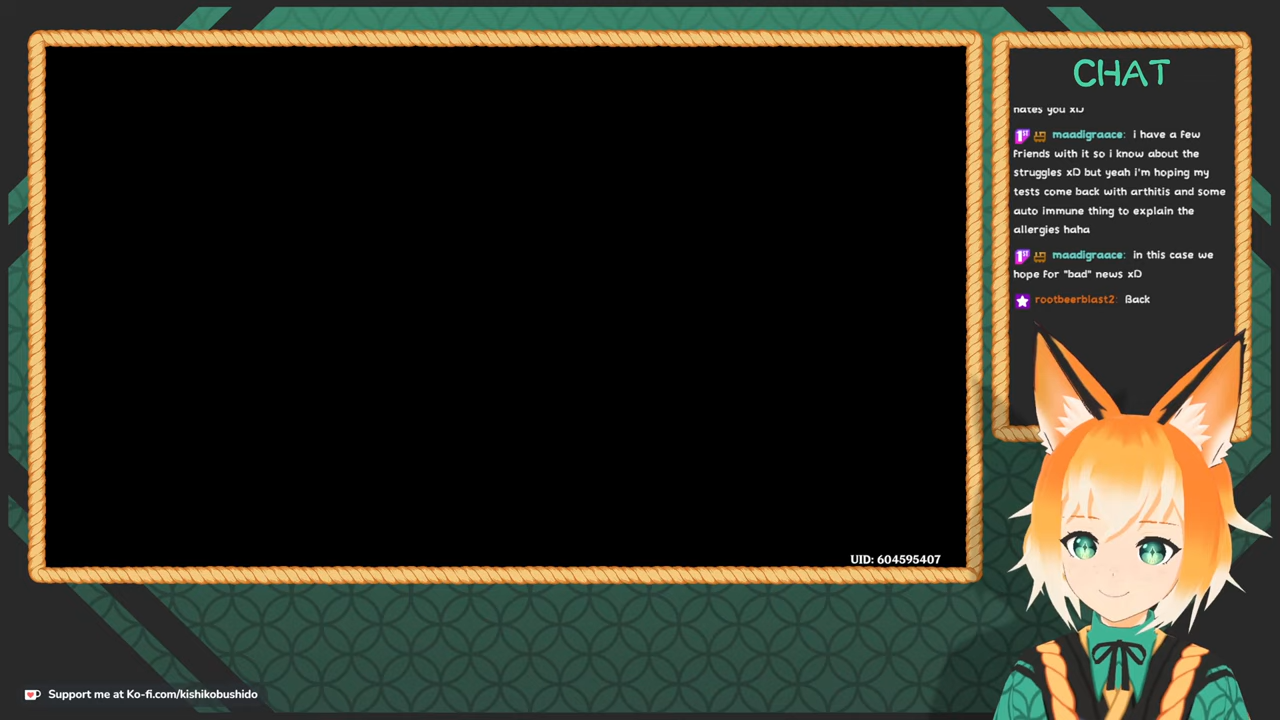 CHAT
hates you xD
maadigraace: i have a few
friends with it so i know about the
struggles xD but yeah i'm hoping my
tests come back with arthitis and some
auto immune thing to explain the
allergies haha
maadigraace: in this case we
hope for "bad" news xD
rootbeerblast2: Back
UID: 604595407
Support me at Ko-fi.com/kishikobushido